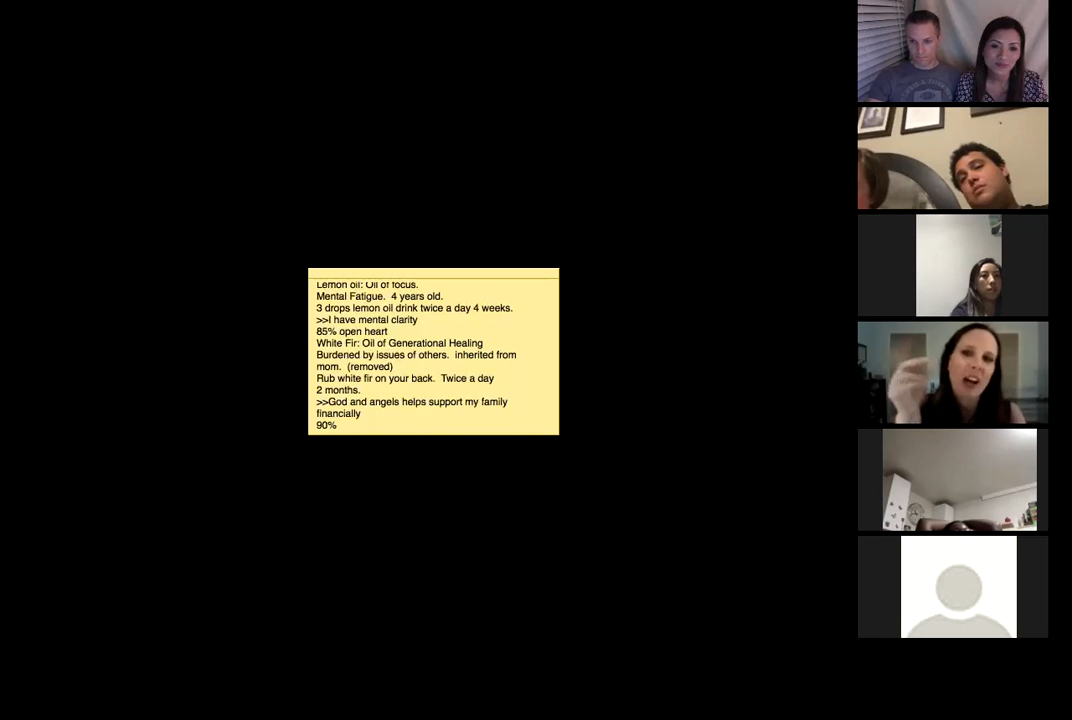 Lemon oil: Oil of focus.
Mental Fatigue.  4 years old.
3 drops lemon oil drink twice a day 4 weeks.
>>I have mental clarity
85% open heart
White Fir: Oil of Generational Healing
Burdened by issues of others.  inherited from
mom.  (removed)
Rub white fir on your back.  Twice a day
2 months.
>>God and angels helps support my family
financially
90%